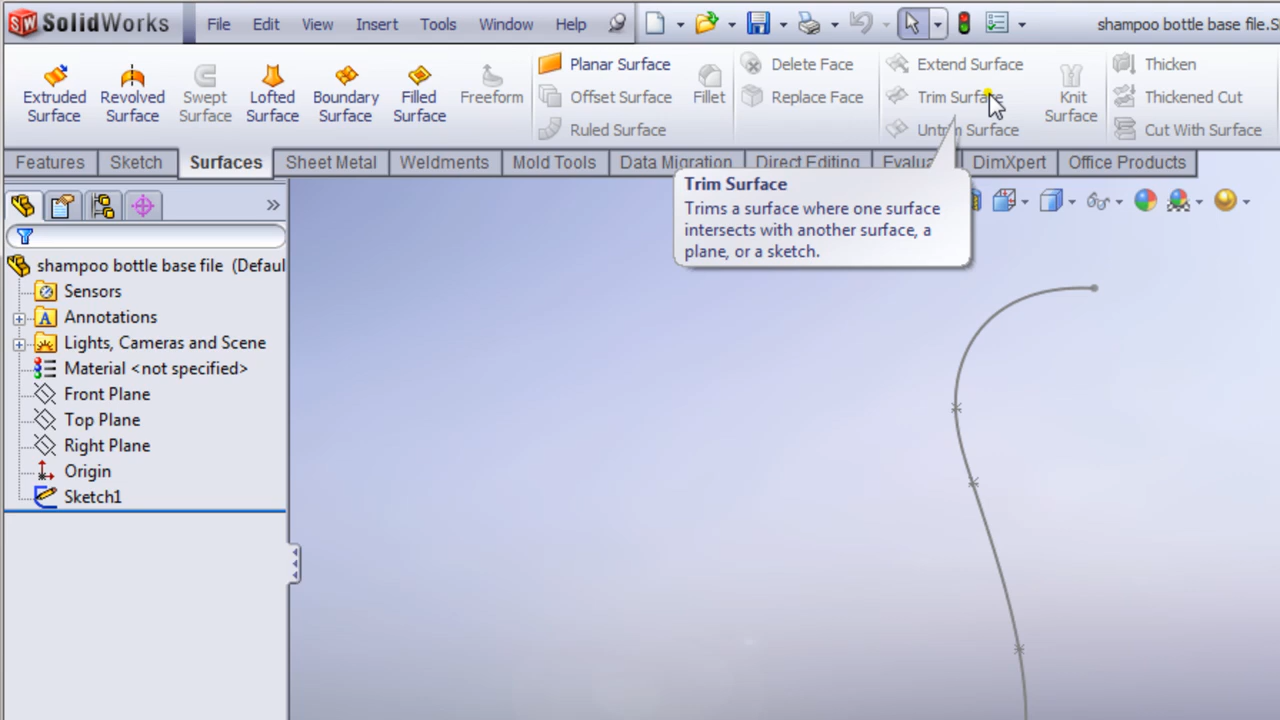 SOLIDWORKS File Edit View Insert Tools Window Help shampoo bottle base file.S
Extruded Surface
Revolved Surface
Swept Surface
Lofted Surface
Boundary Surface
Filled Surface
Freeform
Planar Surface
Offset Surface
Ruled Surface
Fillet
Delete Face
Replace Face
Extend Surface
Trim Surface
Untrim Surface
Knit Surface
Thicken
Thickened Cut
Cut With Surface
Features Sketch Surfaces Sheet Metal Weldments Mold Tools Data Migration Direct Editing Evalua DimXpert Office Products
Trim Surface
Trims a surface where one surface
intersects with another surface, a
plane, or a sketch.
shampoo bottle base file (Defaul
Sensors
Annotations
Lights, Cameras and Scene
Material <not specified>
Front Plane
Top Plane
Right Plane
Origin
Sketch1